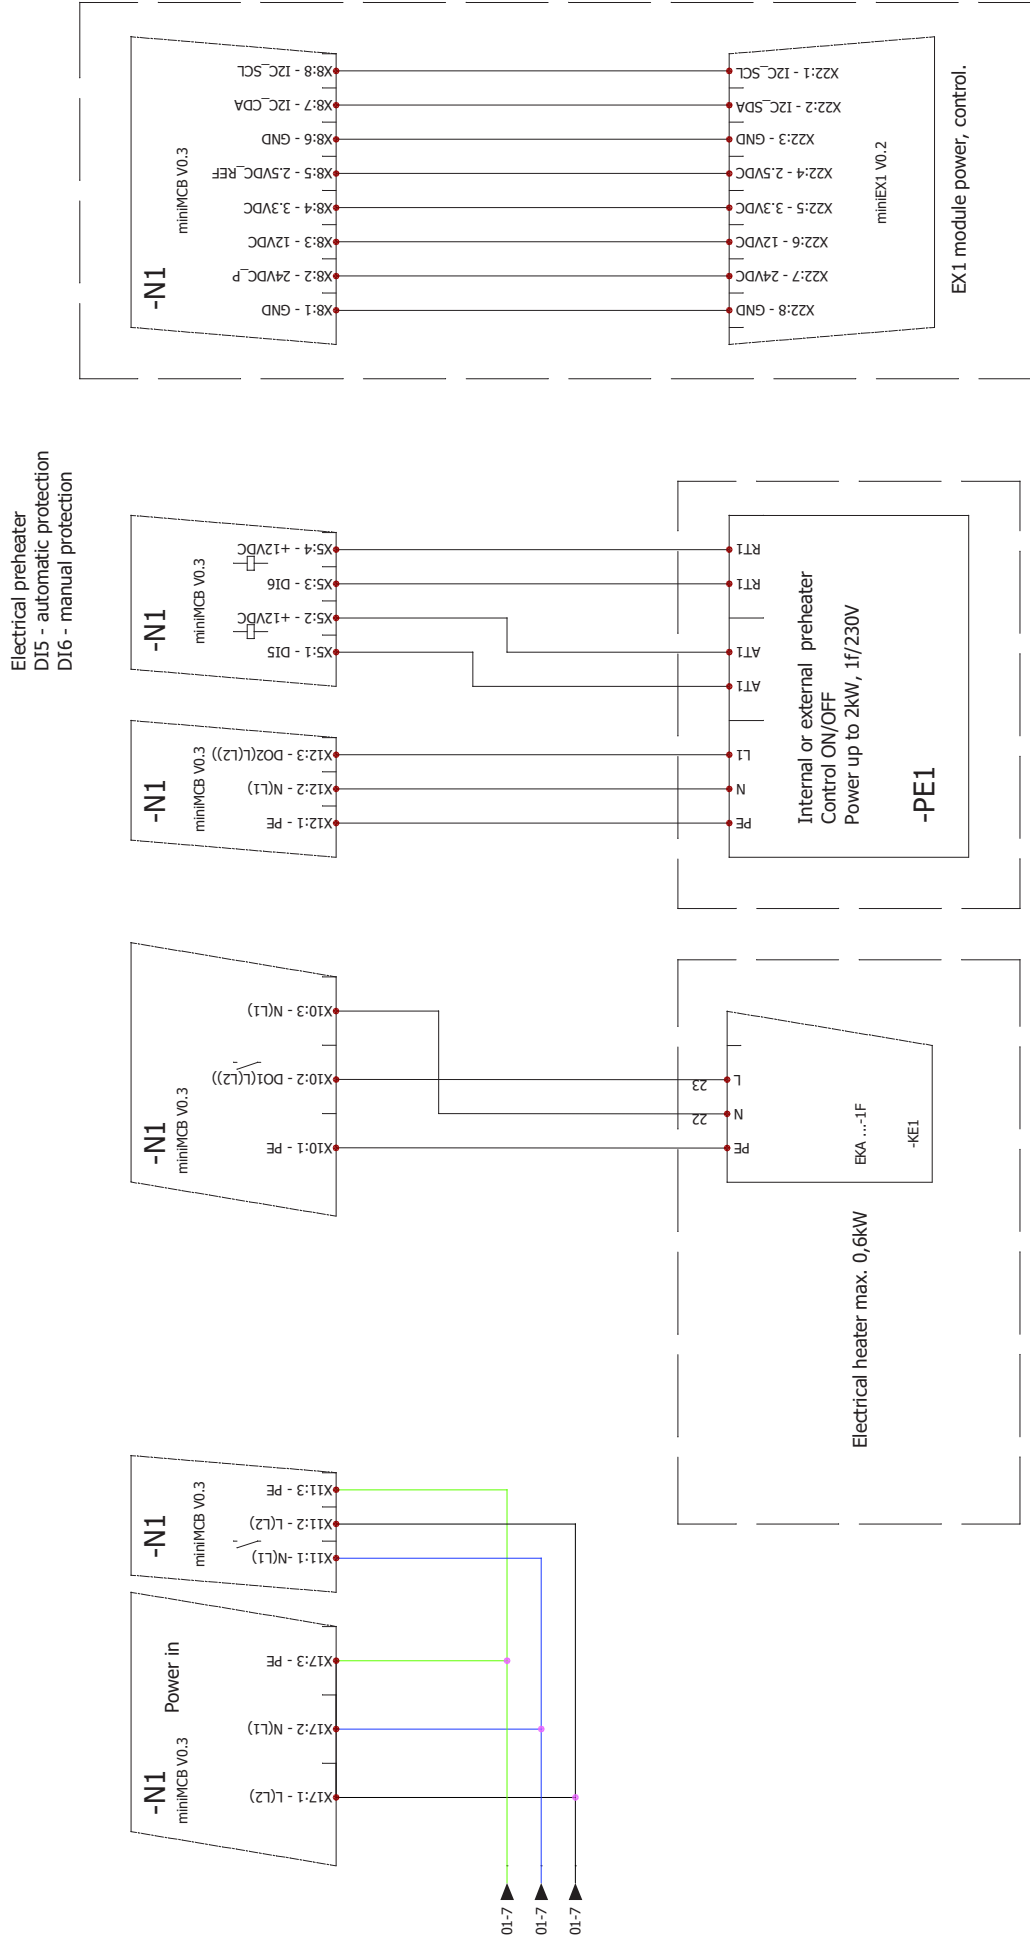 Electrical preheater
DI5 - automatic protection
DI6 - manual protection
-N1
miniMCB V0.3
Power in
X17:1 - L(L2)
X17:2 - N(L1)
X17:3 - PE
-N1
miniMCB V0.3
X11:1 -N(L1)
X11:2 - L(L2)
X11:3 - PE
01-7
01-7
01-7
-N1
miniMCB V0.3
X10:1 - PE
X10:2 - DO1(L(L2))
X10:3 - N(L1)
22
23
PE
N
L
EKA ...-1F
-KE1
Electrical heater max. 0,6kW
-N1
miniMCB V0.3
X12:1 - PE
X12:2 - N(L1)
X12:3 - DO2(L(L2))
-N1
miniMCB V0.3
X5:1 - DI5
X5:2 - +12VDC
X5:3 - DI6
X5:4 - +12VDC
PE
N
L1
AT1
AT1
RT1
RT1
Internal or external preheater
Control ON/OFF
Power up to 2kW, 1f/230V
-PE1
-N1
miniMCB V0.3
X8:1 - GND
X8:2 - 24VDC_P
X8:3 - 12VDC
X8:4 - 3.3VDC
X8:5 - 2.5VDC_REF
X8:6 - GND
X8:7 - I2C_CDA
X8:8 - I2C_SCL
X22:8 - GND
X22:7 - 24VDC
X22:6 - 12VDC
X22:5 - 3.3VDC
X22:4 - 2.5VDC
X22:3 - GND
X22:2 - I2C_SDA
X22:1 - I2C_SCL
miniEX1 V0.2
EX1 module power, control.